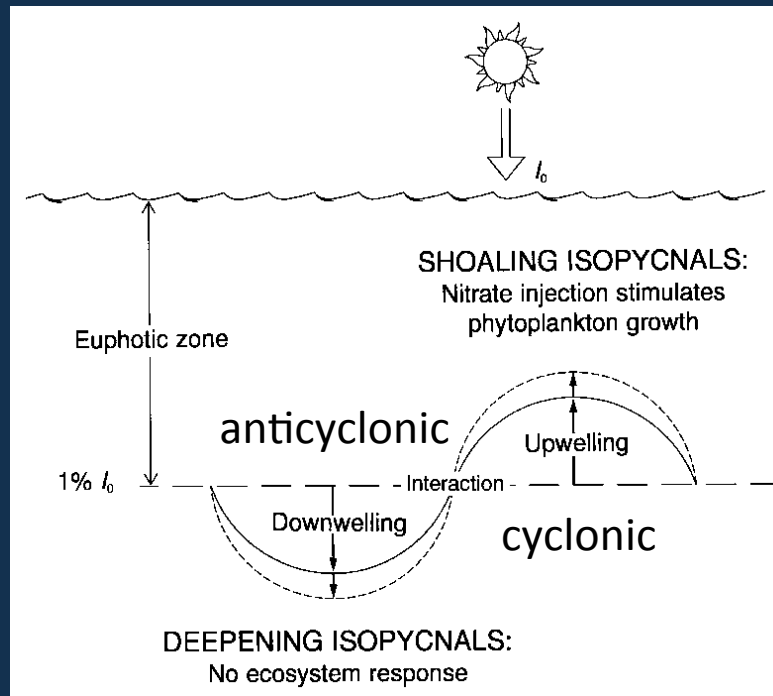 I₀
SHOALING ISOPYCNALS:
Nitrate injection stimulates
phytoplankton growth
Euphotic zone
anticyclonic
Upwelling
1% I₀
Interaction
Downwelling
cyclonic
DEEPENING ISOPYCNALS:
No ecosystem response